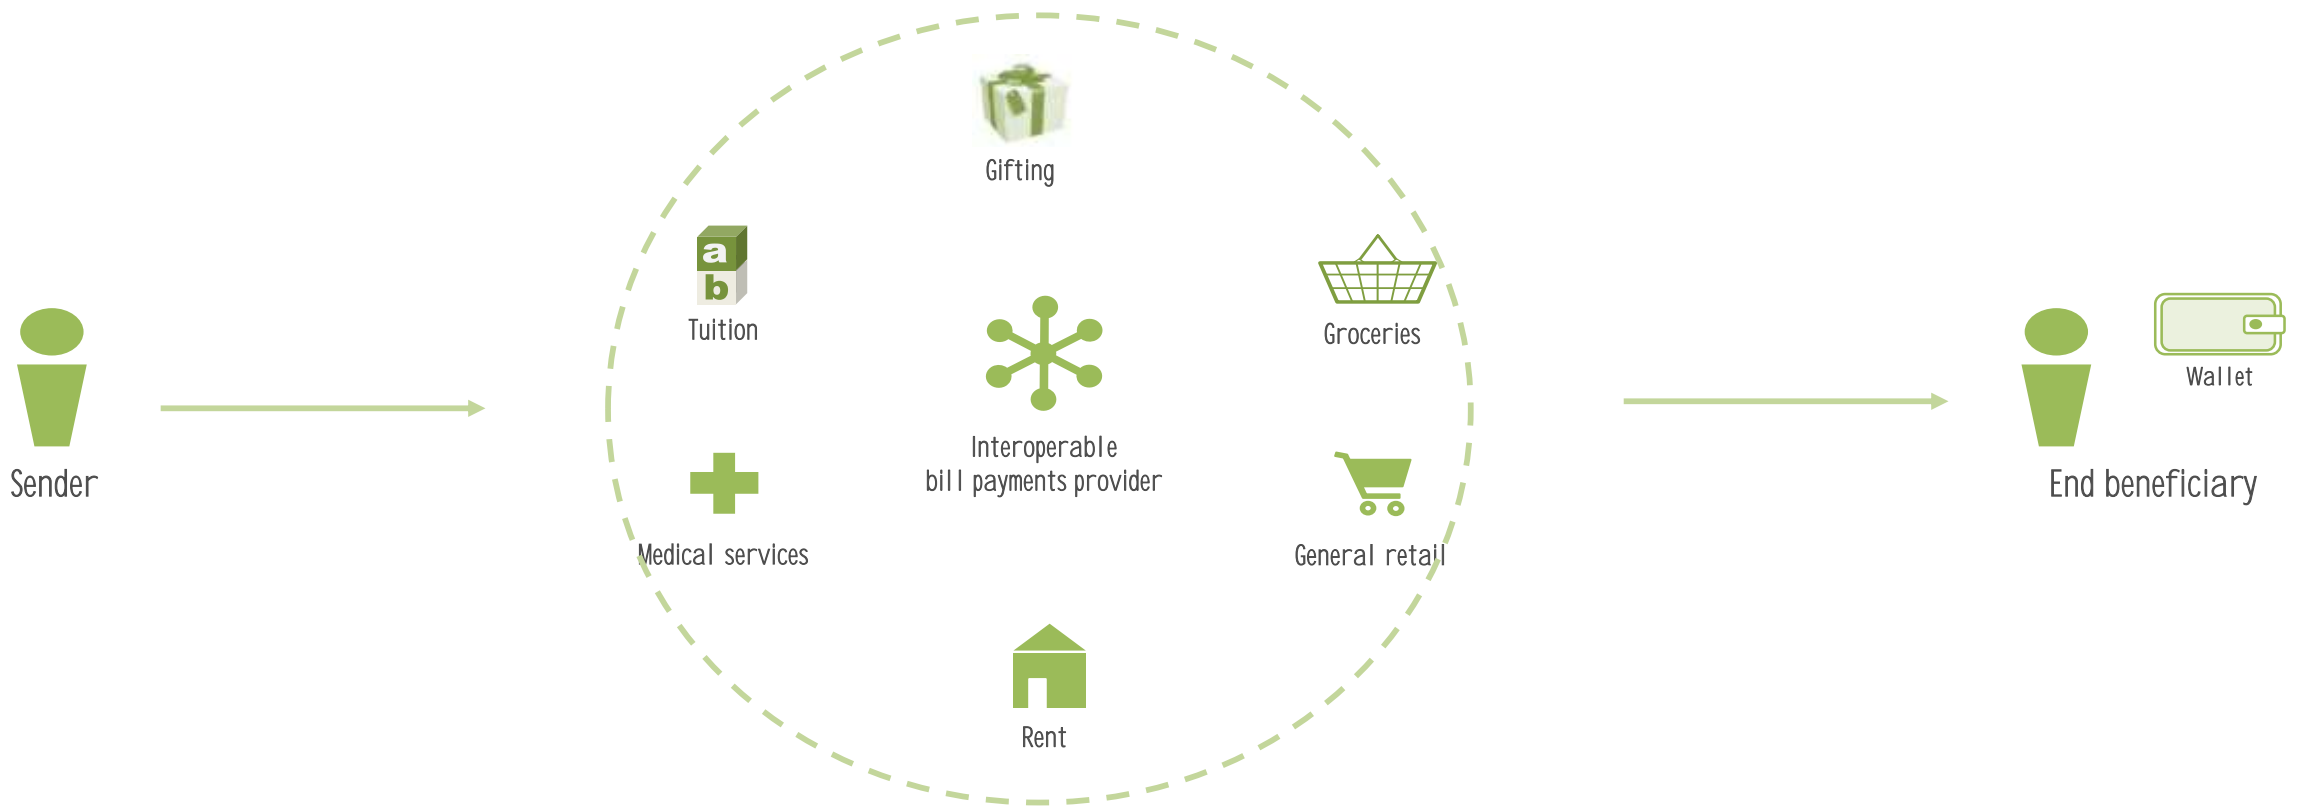 Gifting
a
b
Tuition
Groceries
Wallet
Interoperable
bill payments provider
Sender
End beneficiary
Medical services
General retail
Rent